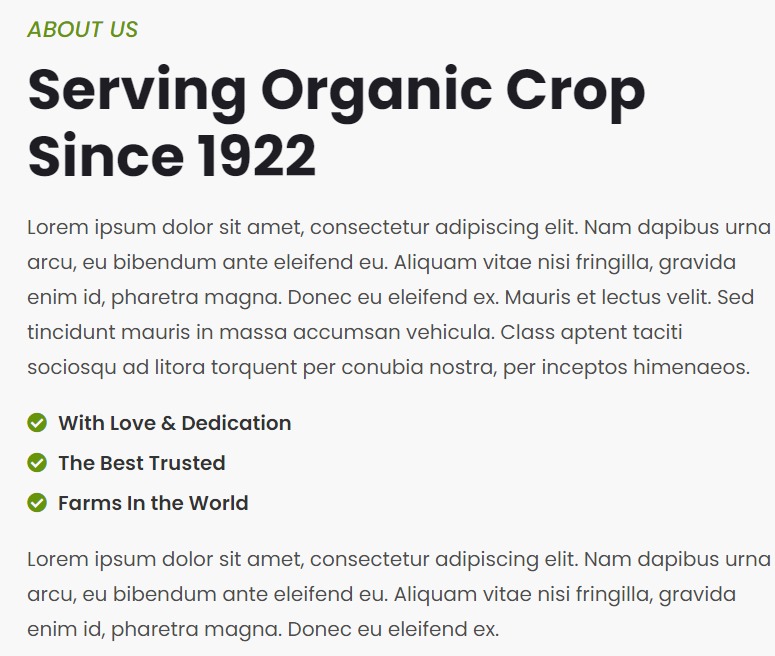 ABOUT US
Serving Organic Crop
Since 1922
Lorem ipsum dolor sit amet, consectetur adipiscing elit. Nam dapibus urna
arcu, eu bibendum ante eleifend eu. Aliquam vitae nisi fringilla, gravida
enim id, pharetra magna. Donec eu eleifend ex. Mauris et lectus velit. Sed
tincidunt mauris in massa accumsan vehicula. Class aptent taciti
sociosqu ad litora torquent per conubia nostra, per inceptos himenaeos.
With Love & Dedication
The Best Trusted
Farms In the World
Lorem ipsum dolor sit amet, consectetur adipiscing elit. Nam dapibus urna
arcu, eu bibendum ante eleifend eu. Aliquam vitae nisi fringilla, gravida
enim id, pharetra magna. Donec eu eleifend ex.